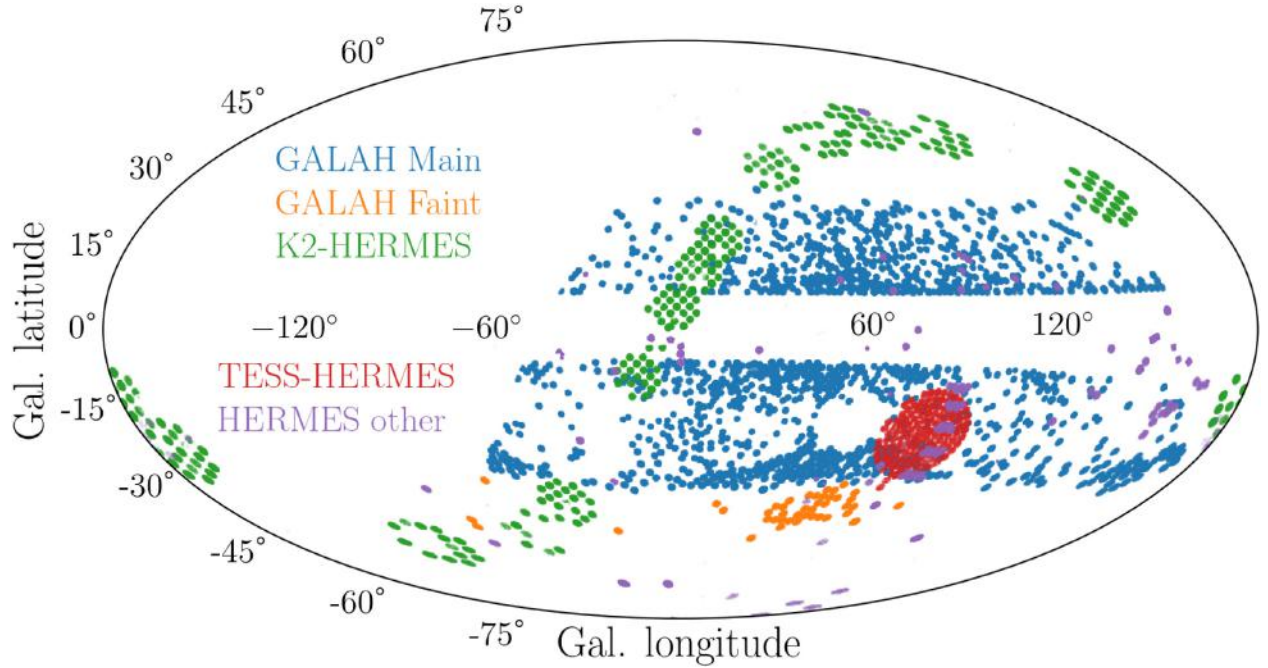 75°
60°
45°
30°
15°
0°
-15°
-30°
-45°
-60°
-75°
Gal. latitude
GALAH Main
GALAH Faint
K2-HERMES
−120°
−60°
60°
120°
TESS-HERMES
HERMES other
Gal. longitude